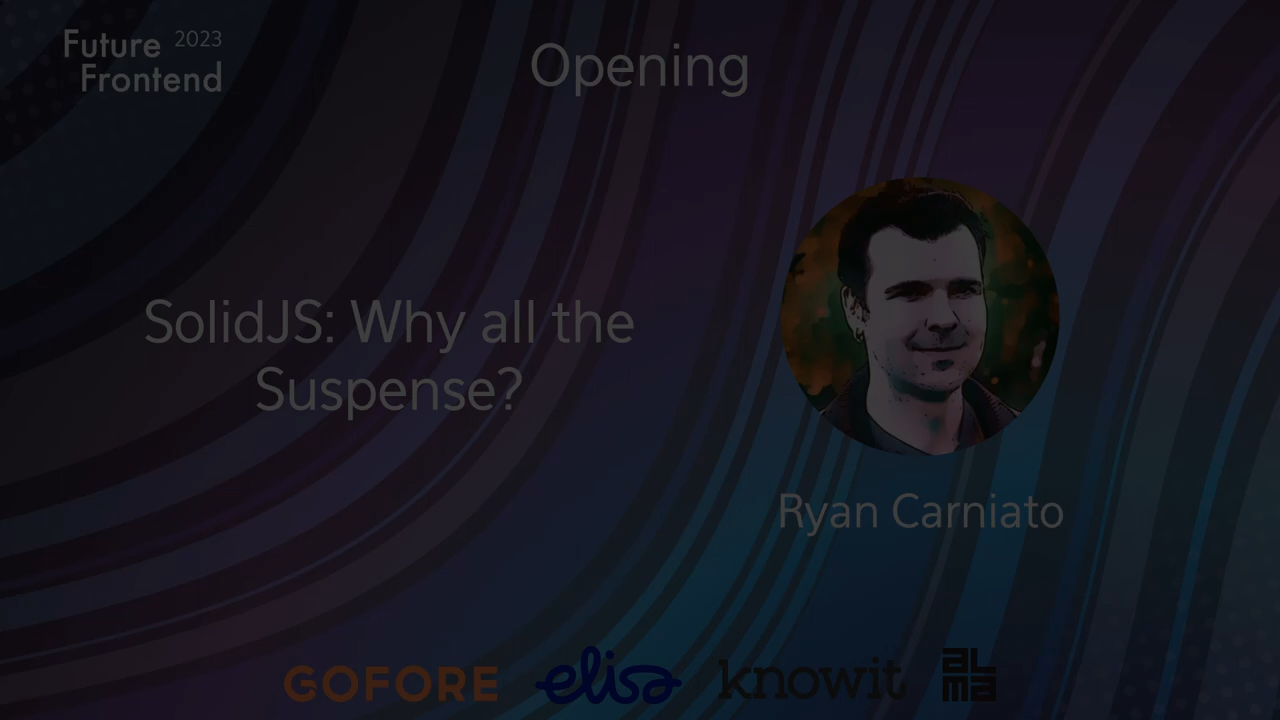 Future 2023
Frontend
Opening
SolidJS: Why all the
Suspense?
Ryan Carniato
GOFORE elisa knowit alma